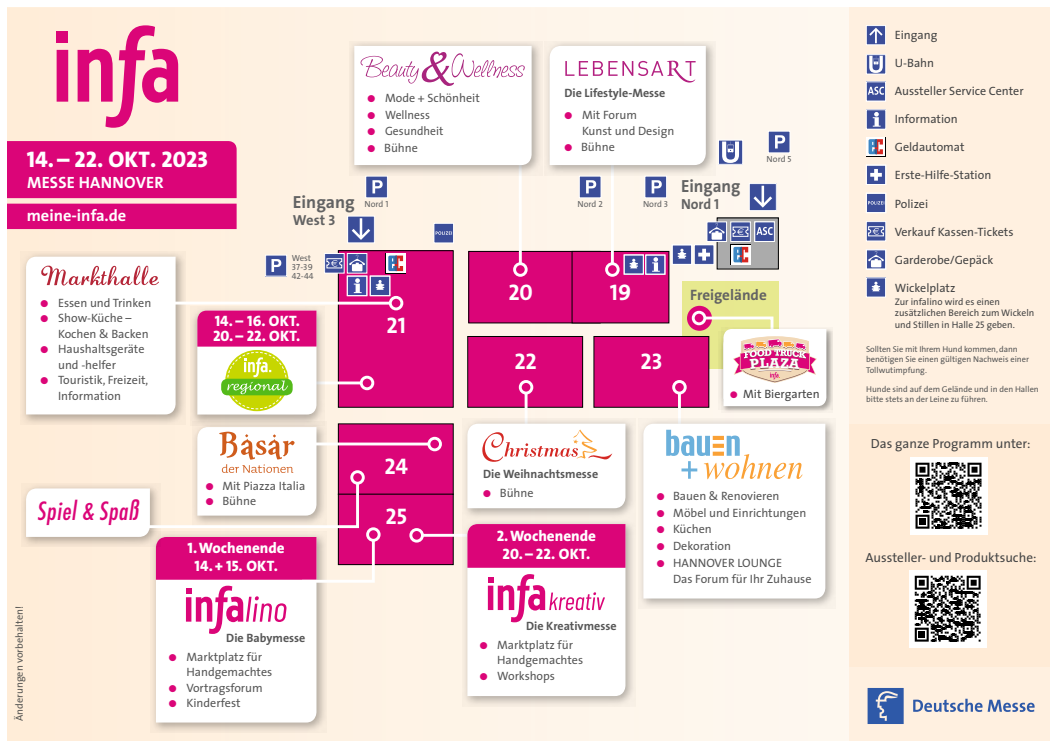 infa
14. – 22. OKT. 2023
MESSE HANNOVER
meine-infa.de
Beauty & Wellness
Mode + Schönheit
Wellness
Gesundheit
Bühne
LEBENSART
Die Lifestyle-Messe
Mit Forum
Kunst und Design
Bühne
P
Nord 5
Eingang
West 3
P
Nord 1
P
Nord 2
P
Nord 3
Eingang
Nord 1
POLIZEI
ASC
P
West
37-39
42-44
Markthalle
Essen und Trinken
Show-Küche –
Kochen & Backen
Haushaltsgeräte
und -helfer
Touristik, Freizeit,
Information
14. – 16. OKT.
20. – 22. OKT.
infa.
regional
21
20
19
22
23
24
25
Freigelände
FOOD TRUCK
PLAZA
infa
Mit Biergarten
Basar
der Nationen
Mit Piazza Italia
Bühne
Spiel & Spaß
Christmas
Die Weihnachtsmesse
Bühne
bauen
+ wohnen
Bauen & Renovieren
Möbel und Einrichtungen
Küchen
Dekoration
HANNOVER LOUNGE
Das Forum für Ihr Zuhause
1. Wochenende
14. + 15. OKT.
infalino
Die Babymesse
Marktplatz für
Handgemachtes
Vortragsforum
Kinderfest
2. Wochenende
20. – 22. OKT.
infa kreativ
Die Kreativmesse
Marktplatz für
Handgemachtes
Workshops
Änderungen vorbehalten!
Eingang
U-Bahn
ASC Aussteller Service Center
Information
Geldautomat
Erste-Hilfe-Station
POLIZEI Polizei
Verkauf Kassen-Tickets
Garderobe/Gepäck
Wickelplatz
Zur infalino wird es einen
zusätzlichen Bereich zum Wickeln
und Stillen in Halle 25 geben.
Sollten Sie mit Ihrem Hund kommen, dann
benötigen Sie einen gültigen Nachweis einer
Tollwutimpfung.
Hunde sind auf dem Gelände und in den Hallen
bitte stets an der Leine zu führen.
Das ganze Programm unter:
Aussteller- und Produktsuche:
Deutsche Messe